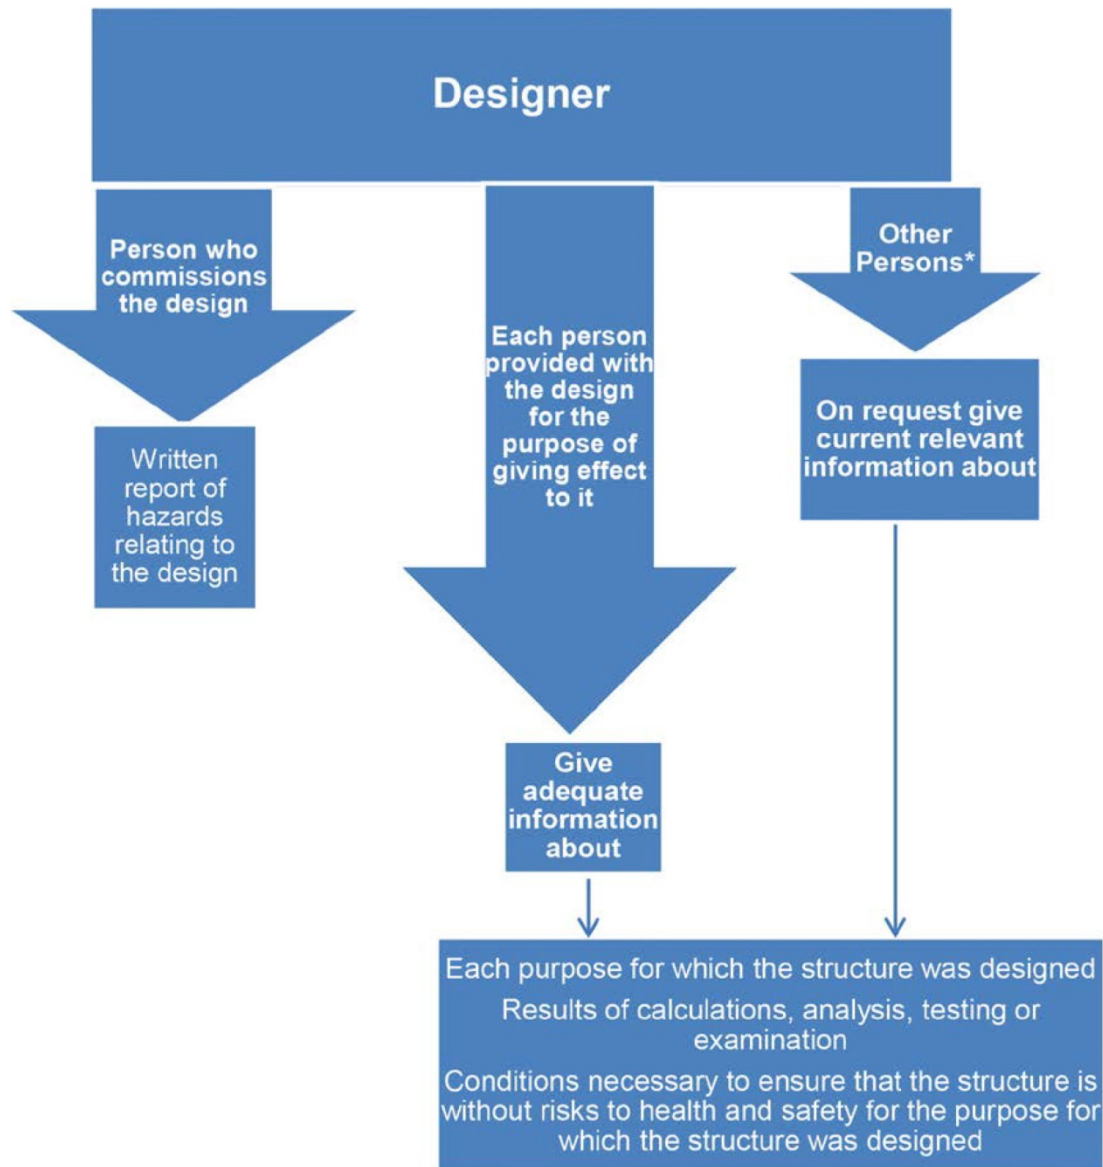 Designer
Person who
commissions
the design
Written
report of
hazards
relating to
the design
Each person
provided with
the design
for the
purpose of
giving effect
to it
Give
adequate
information
about
Other
Persons*
On request give
current relevant
information about
Each purpose for which the structure was designed
Results of calculations, analysis, testing or
examination
Conditions necessary to ensure that the structure is
without risks to health and safety for the purpose for
which the structure was designed